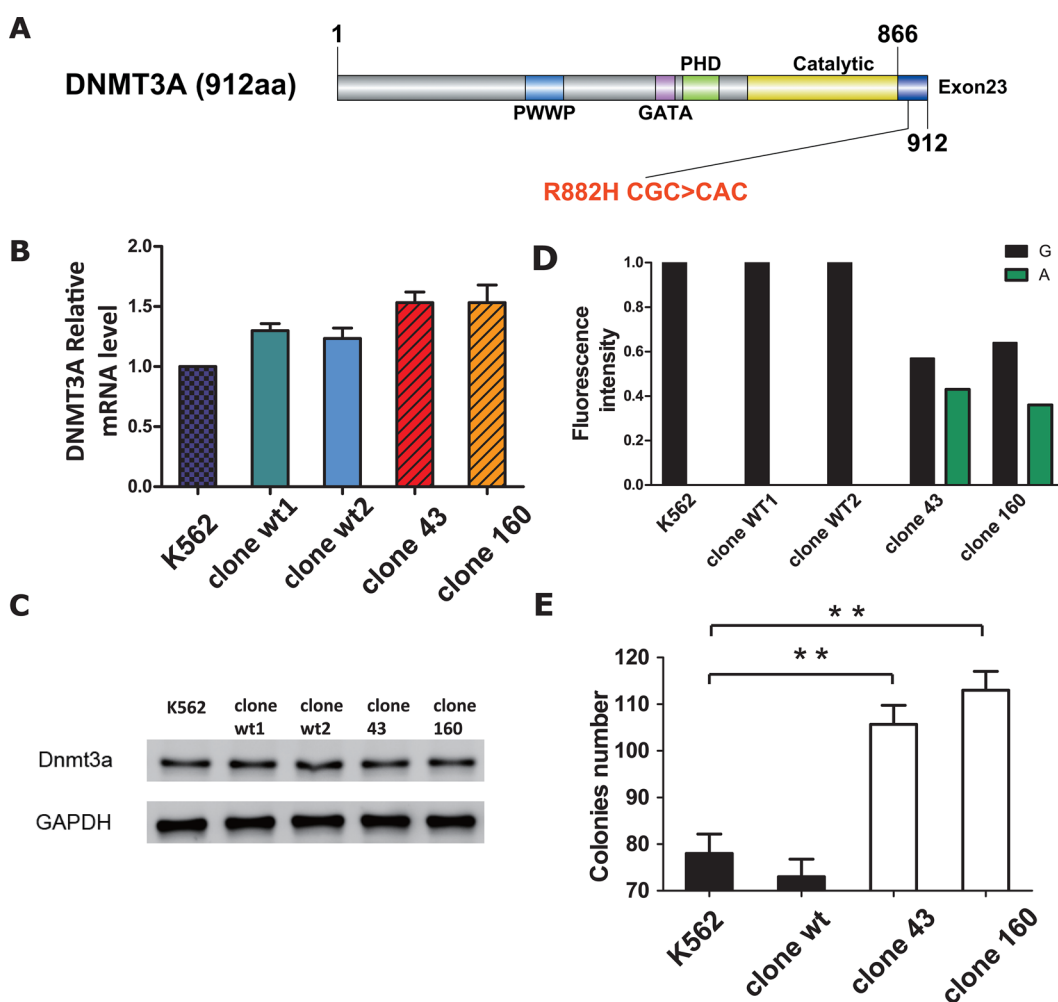 A
1
866
PHD
Catalytic
DNMT3A (912aa)
Exon23
PWWP
GATA
912
R882H CGC>CAC
B
DNMT3A Relative
mRNA level
2.0
1.5
1.0
0.5
0.0
K562
clone wt1
clone wt2
clone 43
clone 160
D
G
A
Fluorescence
intensity
1.0
0.8
0.6
0.4
0.2
0.0
K562
clone WT1
clone WT2
clone 43
clone 160
C
K562
clone
wt1
clone
wt2
clone
43
clone
160
Dnmt3a
GAPDH
E
* *
* *
Colonies number
120
110
100
90
80
70
K562
clone wt
clone 43
clone 160